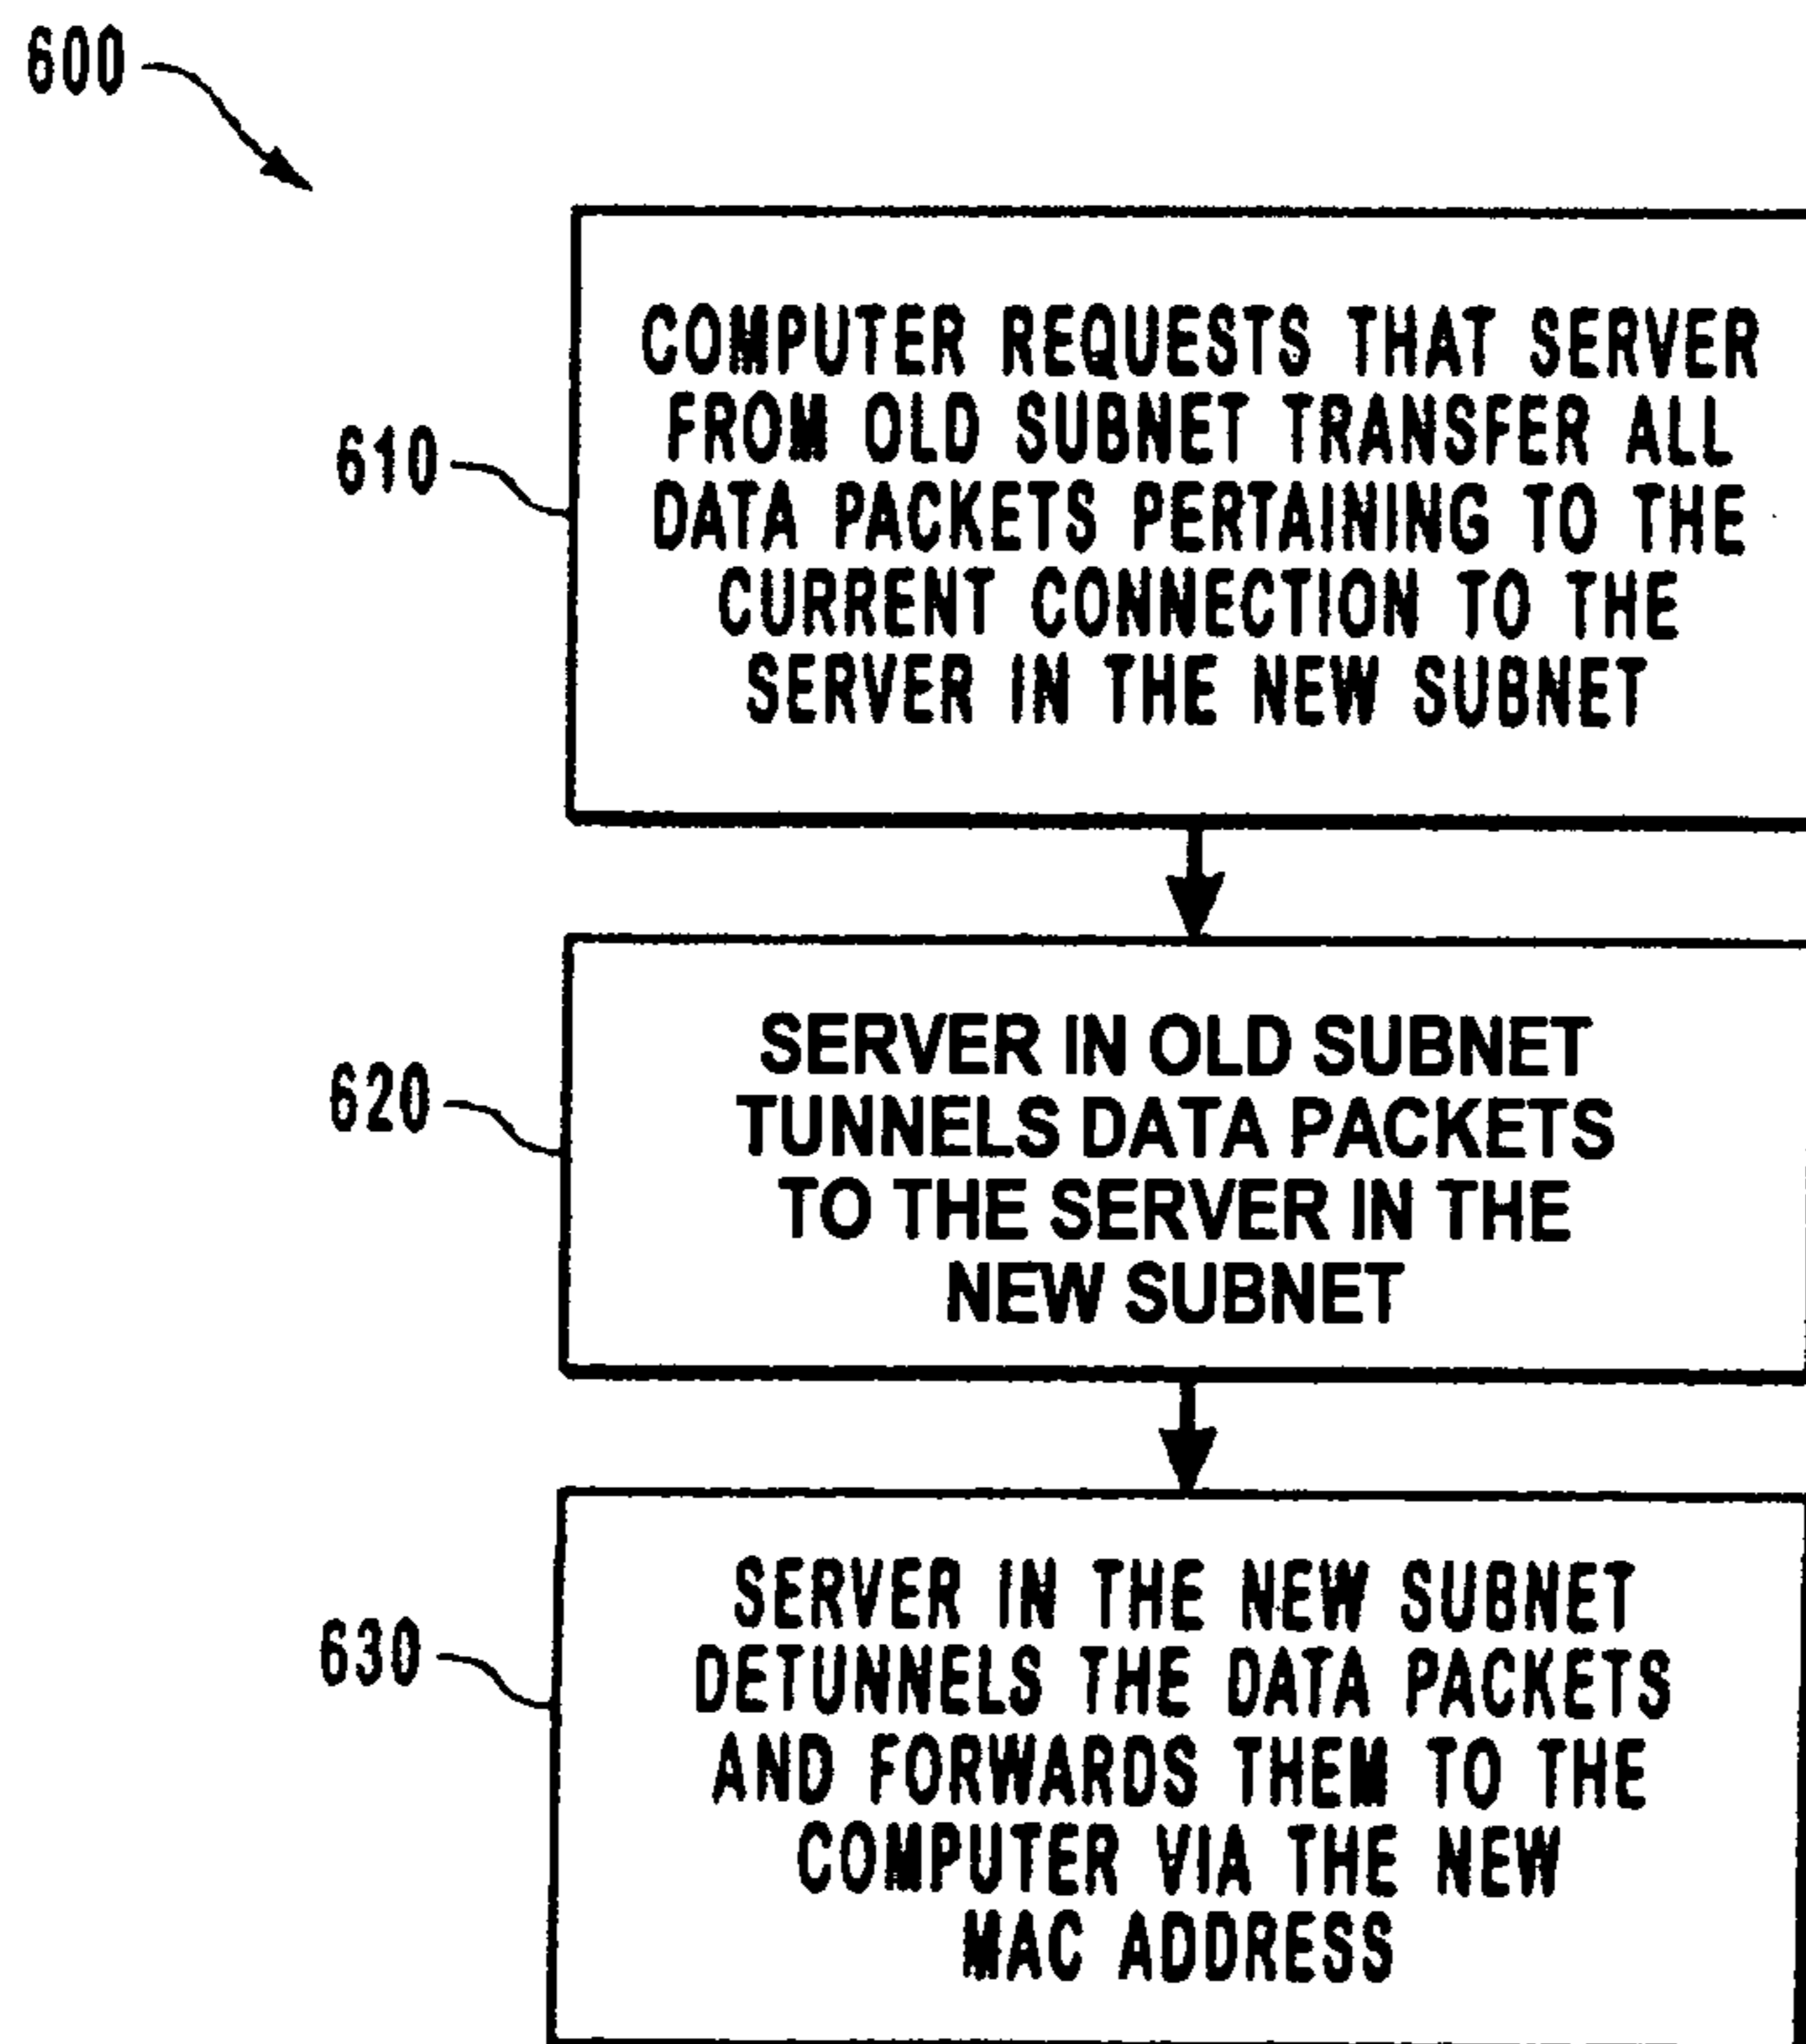 600
610
COMPUTER REQUESTS THAT SERVER
FROM OLD SUBNET TRANSFER ALL
DATA PACKETS PERTAINING TO THE
CURRENT CONNECTION TO THE
SERVER IN THE NEW SUBNET
620
SERVER IN OLD SUBNET
TUNNELS DATA PACKETS
TO THE SERVER IN THE
NEW SUBNET
630
SERVER IN THE NEW SUBNET
DETUNNELS THE DATA PACKETS
AND FORWARDS THEM TO THE
COMPUTER VIA THE NEW
MAC ADDRESS